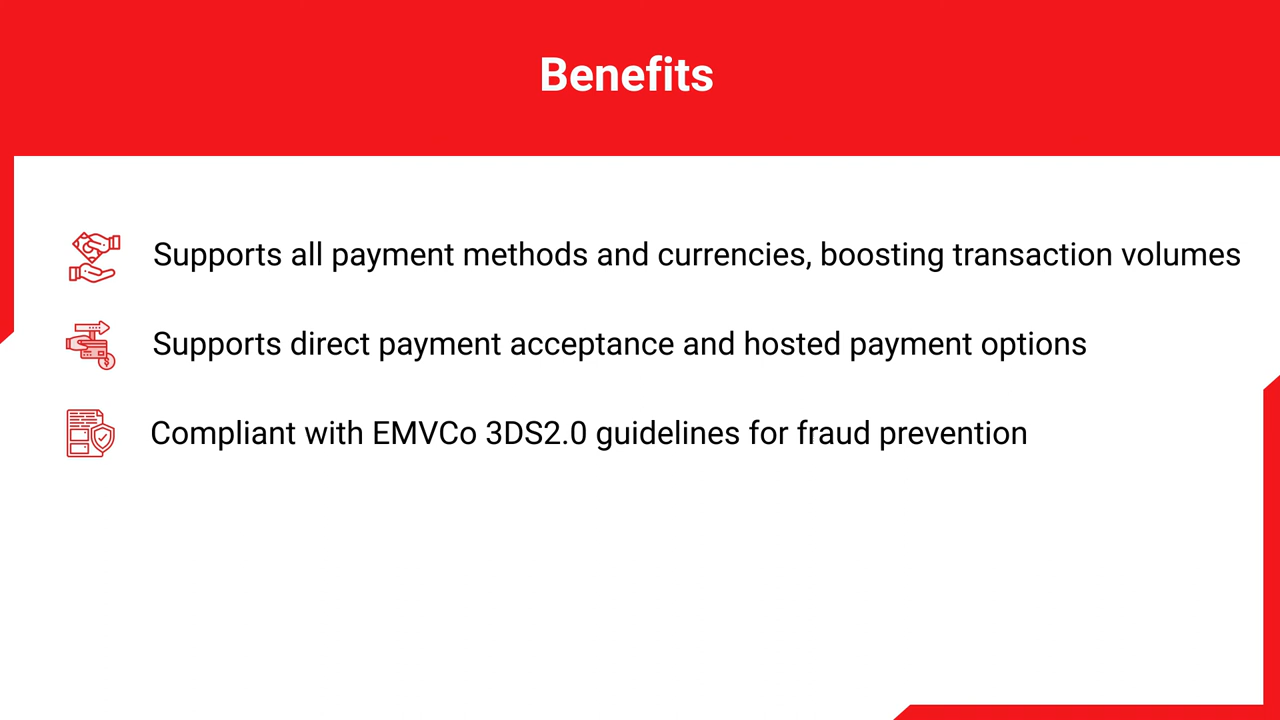 Benefits
Supports all payment methods and currencies, boosting transaction volumes
Supports direct payment acceptance and hosted payment options
Compliant with EMVCo 3DS2.0 guidelines for fraud prevention